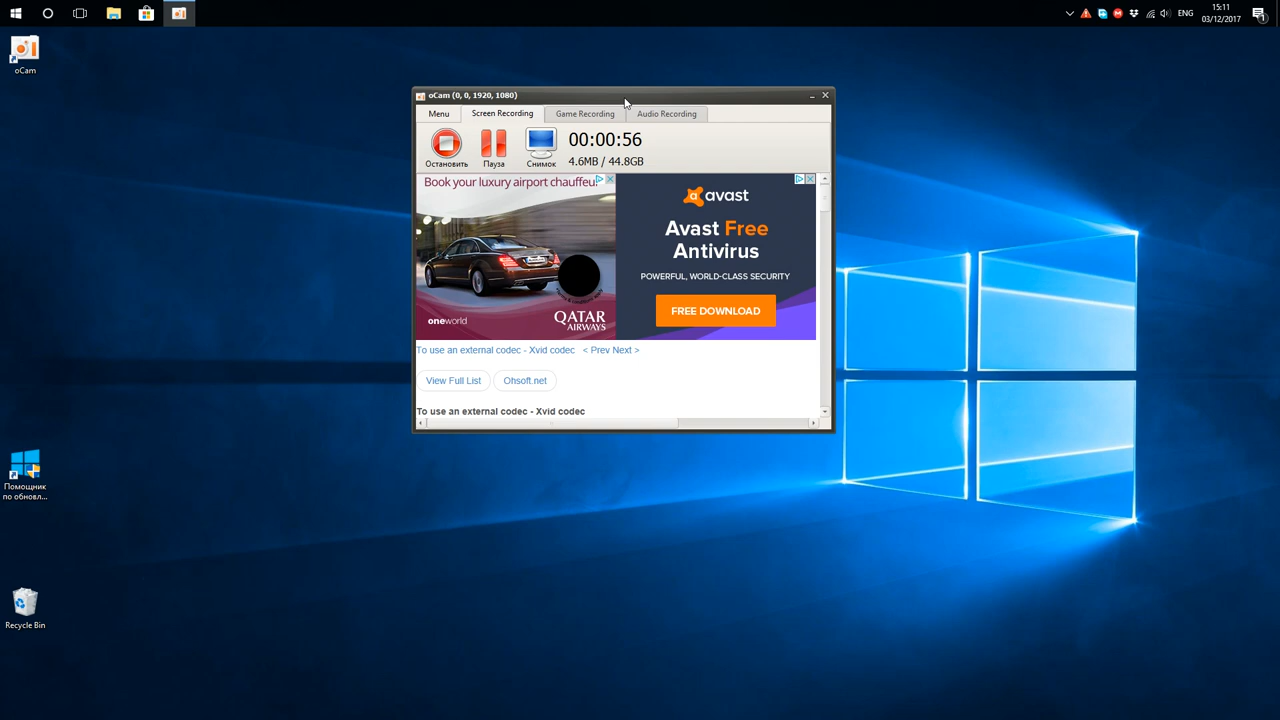 ENG
15:11
03/12/2017
1
oCam
oCam (0, 0, 1920, 1080)
Menu
Screen Recording
Game Recording
Audio Recording
00:00:56
4.6MB / 44.8GB
Остановить
Пауза
Снимок
Book your luxury airport chauffeu
oneworld
QATAR
AIRWAYS
avast
Avast Free
Antivirus
POWERFUL, WORLD-CLASS SECURITY
FREE DOWNLOAD
To use an external codec - Xvid codec < Prev Next >
View Full List
Ohsoft.net
To use an external codec - Xvid codec
Помощник
по обновл...
Recycle Bin